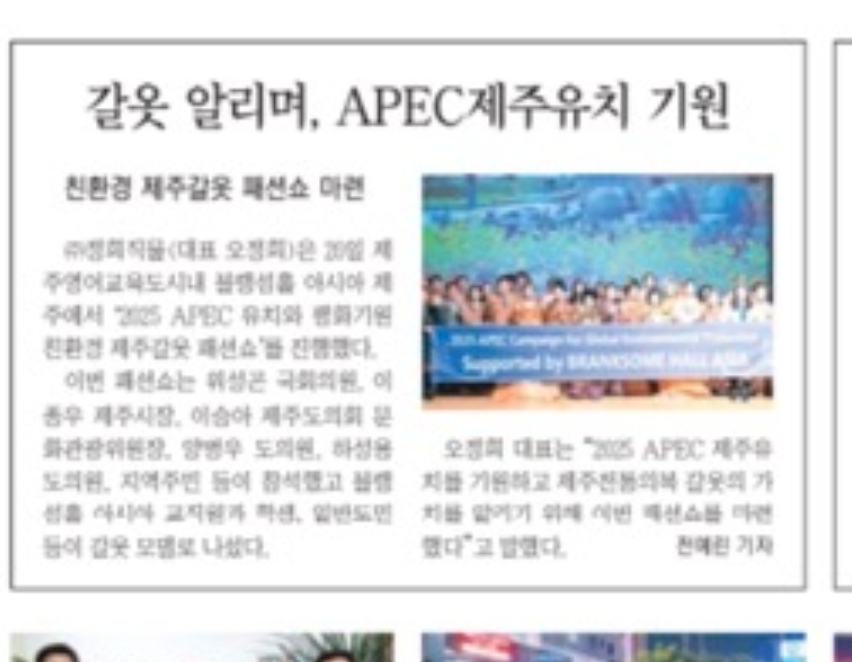 갈옷 알리며, APEC제주유치 기원
친환경 제주갈옷 패션쇼 마련
㈜정희직물(대표 오정희)은 20일 제
주영어교육도시내 블랭섬홀 아시아 제
주에서 "2025 APEC 유치와 평화기원
친환경 제주갈옷 패션쇼"를 진행했다.
이번 패션쇼는 위성곤 국회의원, 이
종우 제주시장, 이승아 제주도의회 문
화관광위원장, 양병우 도의원, 하성용
도의원, 지역주민 등이 참석했고 블랭
섬홀 아시아 교직원과 학생, 일반도민
등이 갈옷 모델로 나섰다.
2025 APEC Campaign for Global
Supported by BRANKSOME HALL ASIA
오정희 대표는 "2025 APEC 제주유
치를 기원하고 제주전통의복 갈옷의 가
치를 알리기 위해 이번 패션쇼를 마련
했다"고 말했다.
전예린 기자